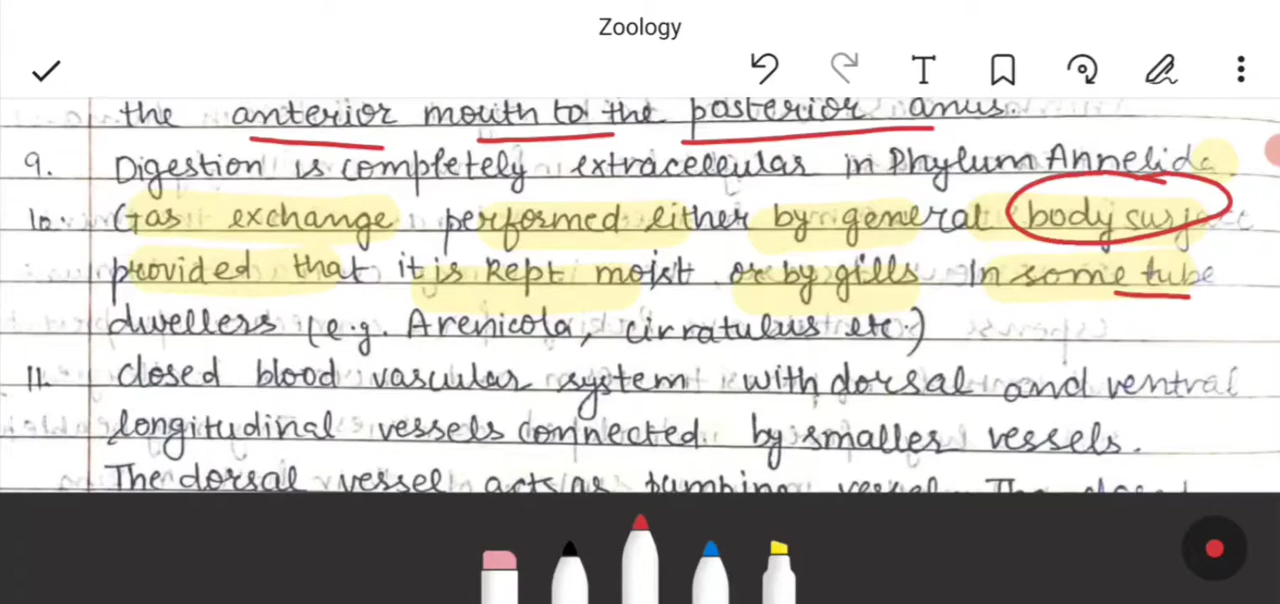 Zoology
T
the anterior mouth to the posterior anus.
9. Digestion is completely extracellular in Phylum Annelida
10. Gas exchange performed either by general body surface
provided that it is Kept moist or by gills In some tube
dwellers (e.g. Arenicola, cirratulus etc.)
11. closed blood vascular system with dorsal and ventral
longitudinal vessels connected by smaller vessels.
The dorsal vessel acts as pumping vessel. The closed